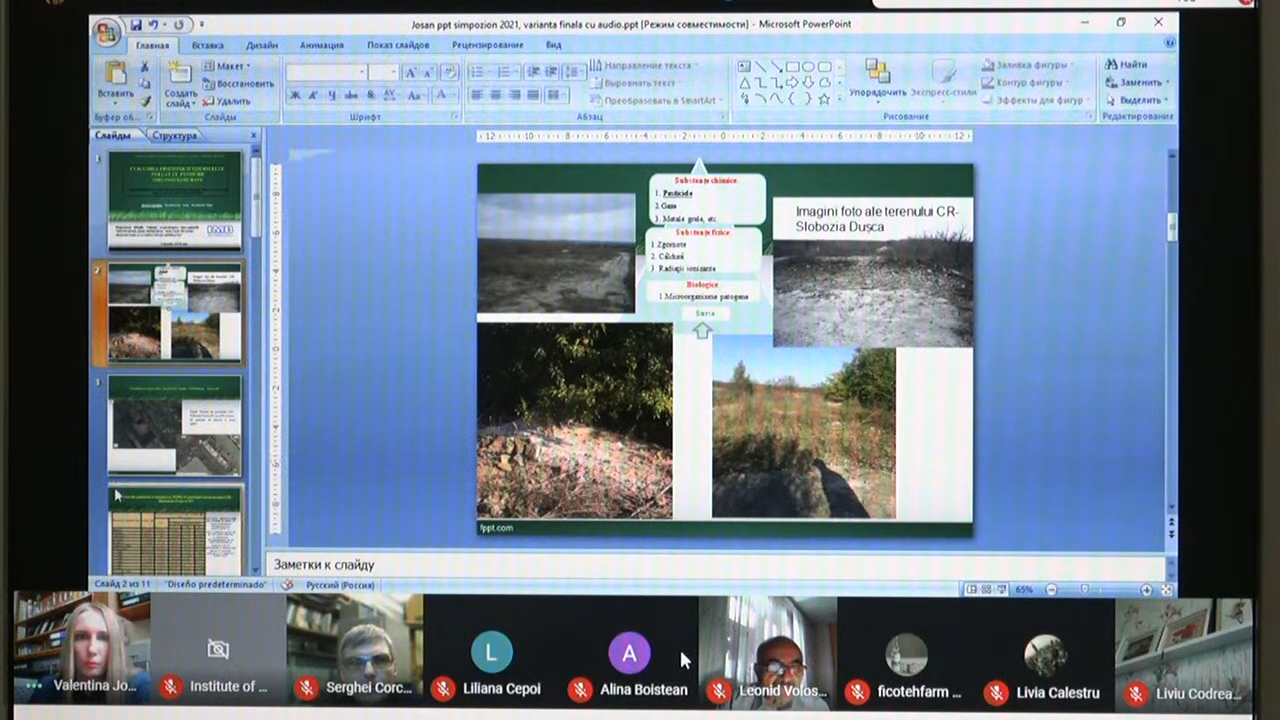 Josan ppt simpozion 2021, varianta finala cu audio.ppt [Режим совместимости] - Microsoft PowerPoint
Главная Вставка Дизайн Анимация Показ слайдов Рецензирование Вид
Макет
Восстановить
Удалить
Вставить
Создать
слайд
Направление текста
Выровнять текст
Преобразовать в SmartArt
Упорядочить
Экспресс-стили
Заливка фигуры
Контур фигуры
Эффекты для фигур
Найти
Заменить
Выделить
Буфер об...
Слайды
Шрифт
Абзац
Рисование
Редактирование
Слайды
Структура
Substanțe chimice
1. Pesticide
2. Gaze
3. Metale grele, etc.
Substanțe fizice
1. Zgomote
2. Căldură
3. Radiații ionizante
Biologice
1. Microorganisme patogene
Surse
Imagini foto ale terenului CR-
Slobozia Dușca
fppt.com
Заметки к слайду
Слайд 2 из 11
"Diseño predeterminado"
Русский (Россия)
65%
Valentina Jo...
Institute of ...
Serghei Corc...
Liliana Cepoi
Alina Boistean
Leonid Volos...
ficotehfarm ...
Livia Calestru
Liviu Codrea...
L
A